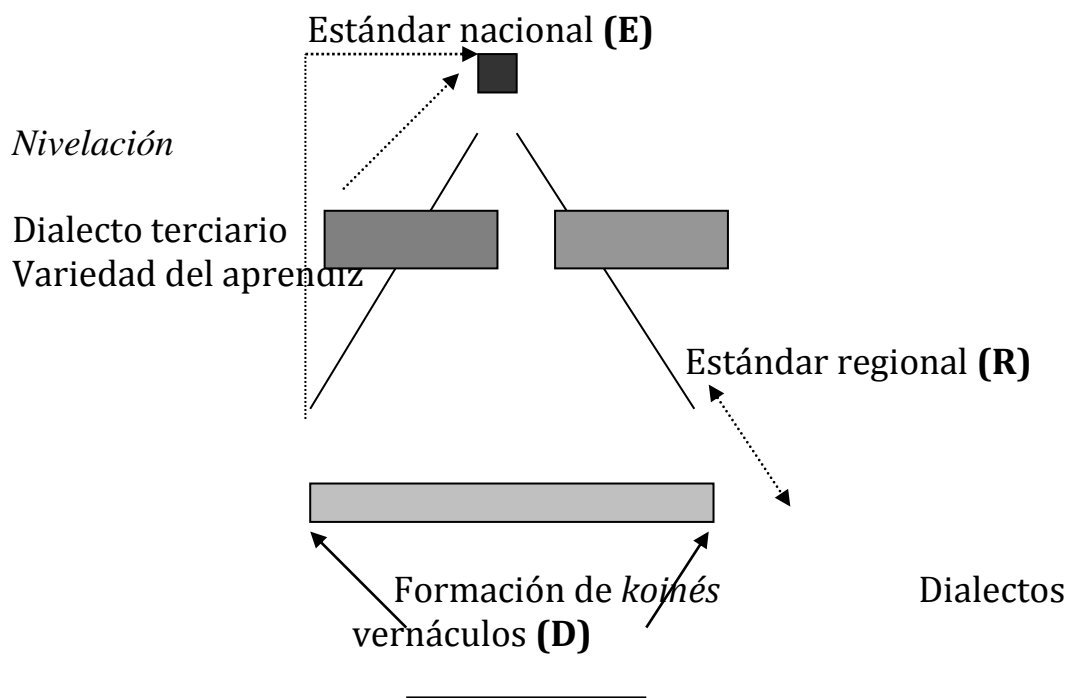 Estándar nacional (E)
Nivelación
Dialecto terciario
Variedad del aprendiz
Estándar regional (R)
Formación de koinés Dialectos
vernáculos (D)